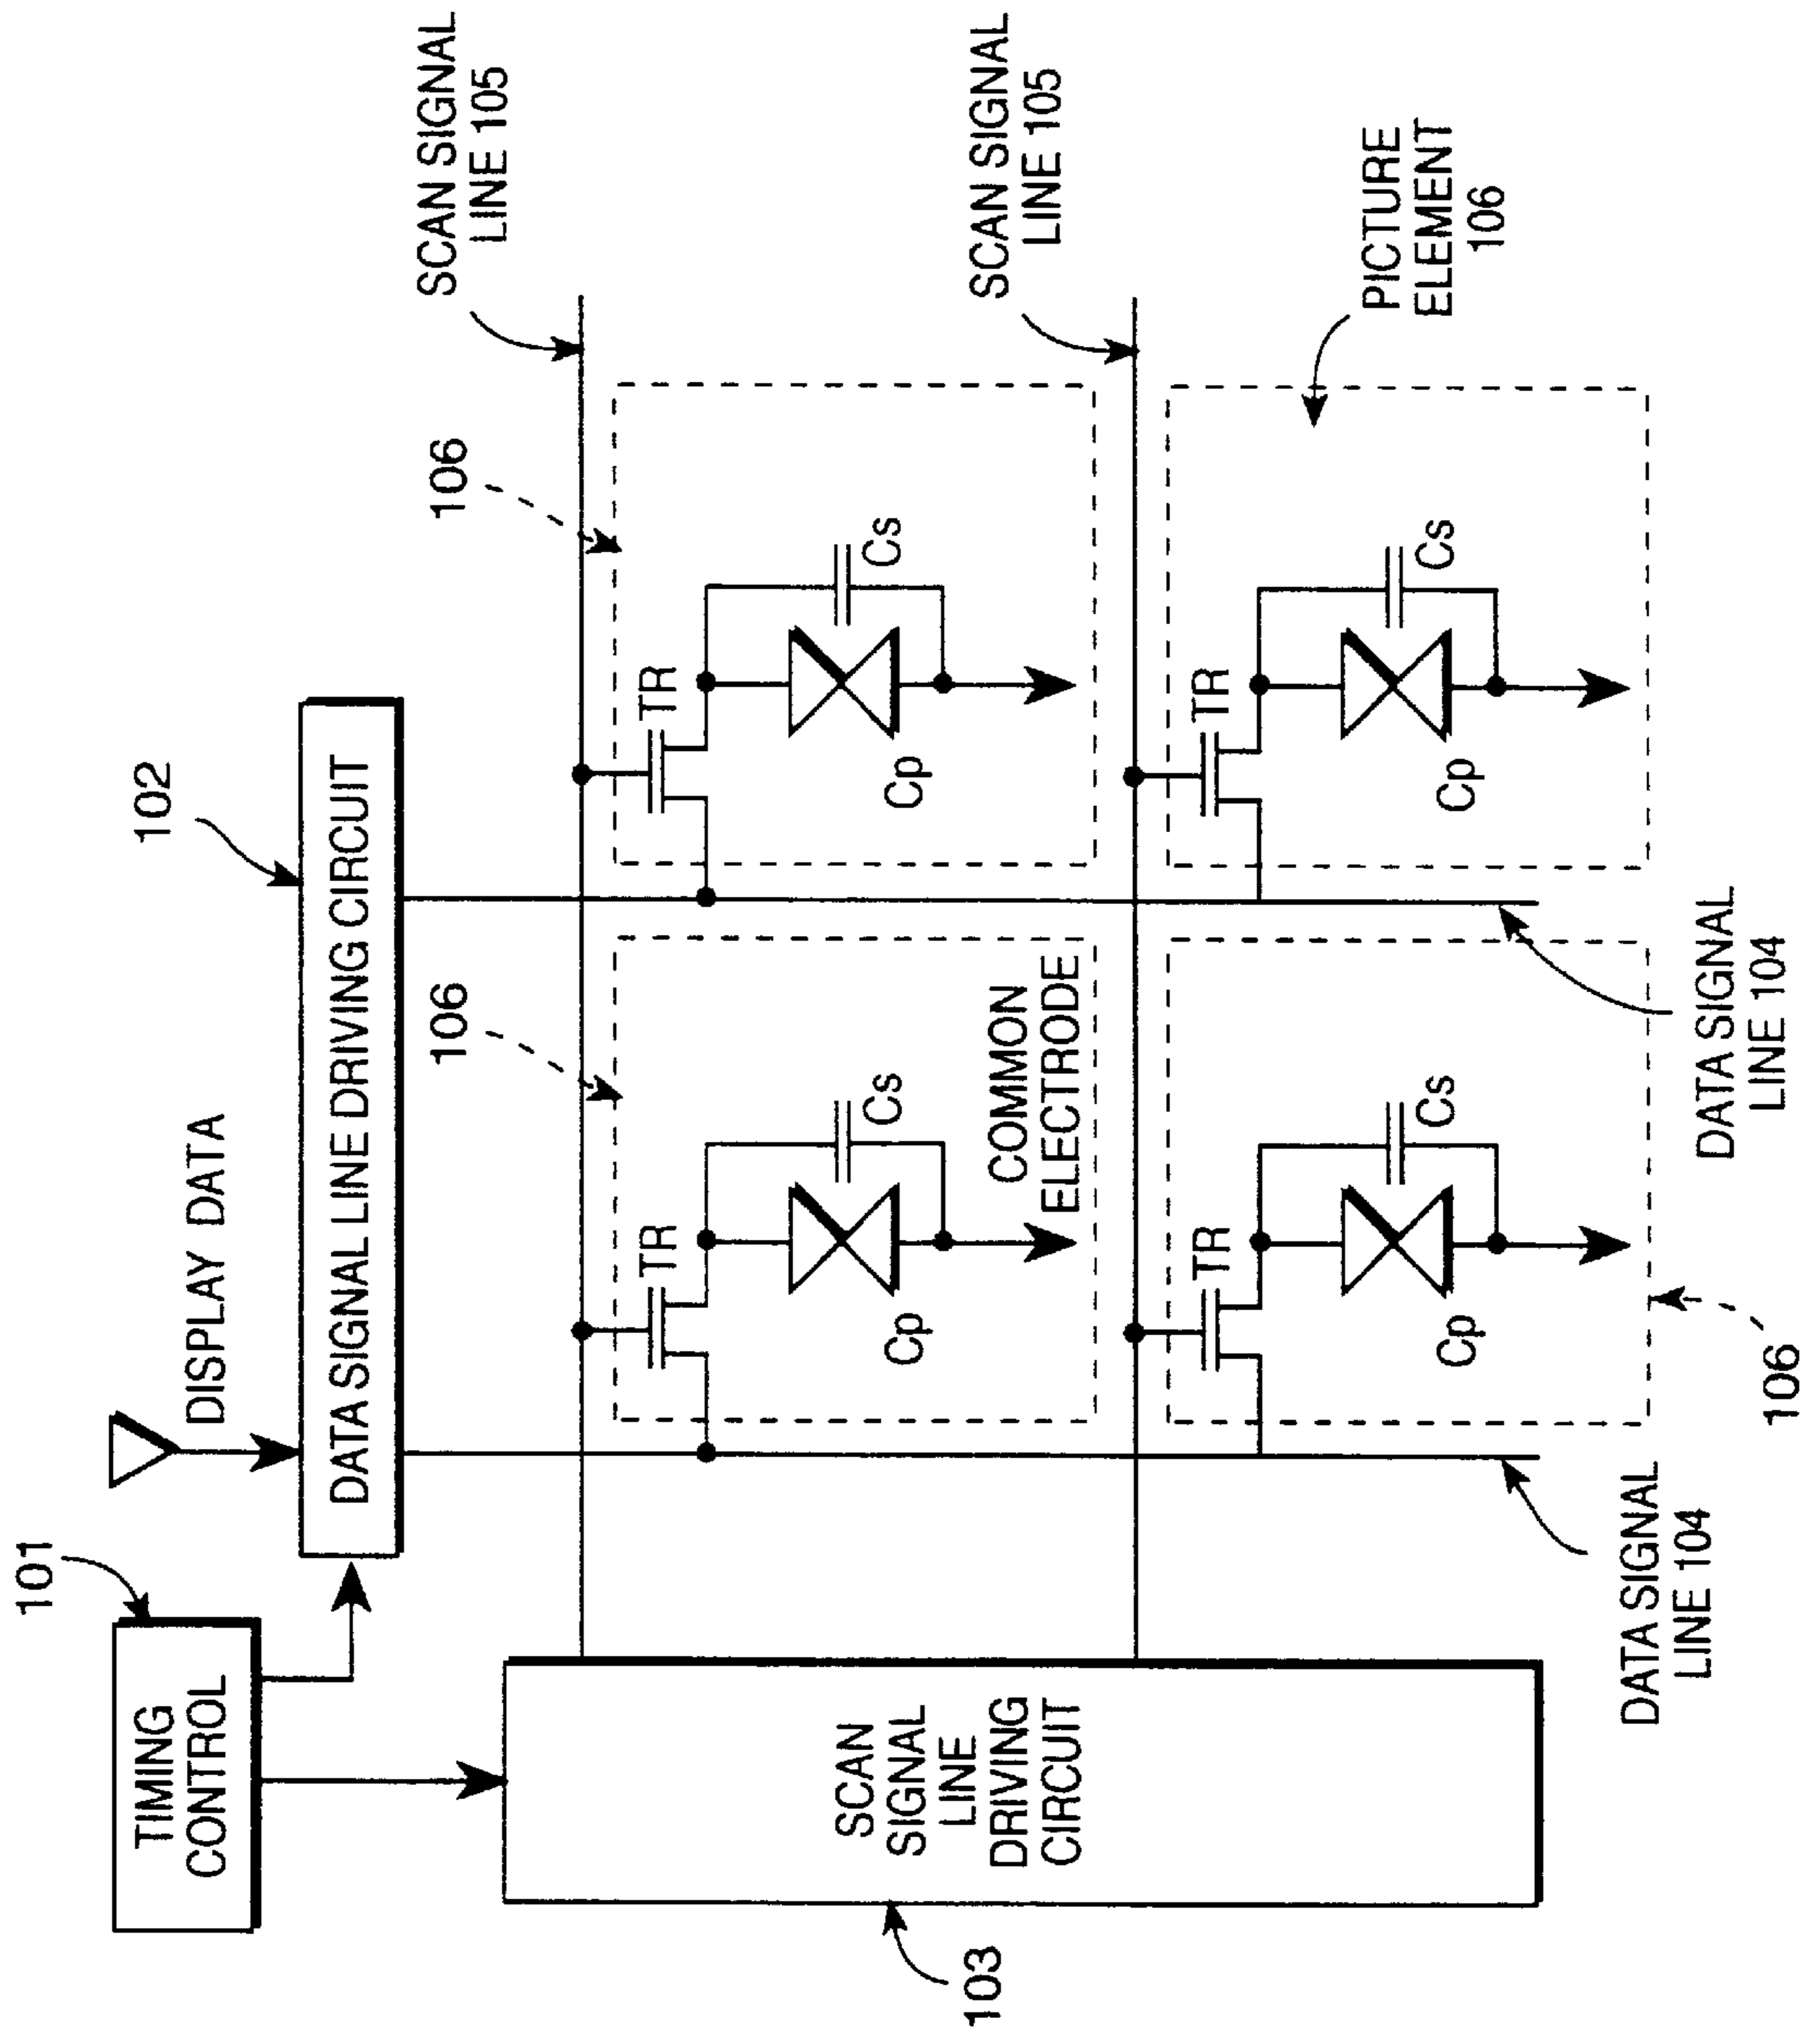 101
TIMING
CONTROL
DISPLAY DATA
102
DATA SIGNAL LINE DRIVING CIRCUIT
103
SCAN
SIGNAL
LINE
DRIVING
CIRCUIT
106
TR
Cs
Cp
COMMON
ELECTRODE
106
TR
Cs
Cp
SCAN SIGNAL
LINE 105
TR
Cs
Cp
106
TR
Cs
Cp
SCAN SIGNAL
LINE 105
PICTURE
ELEMENT
106
DATA SIGNAL
LINE 104
DATA SIGNAL
LINE 104